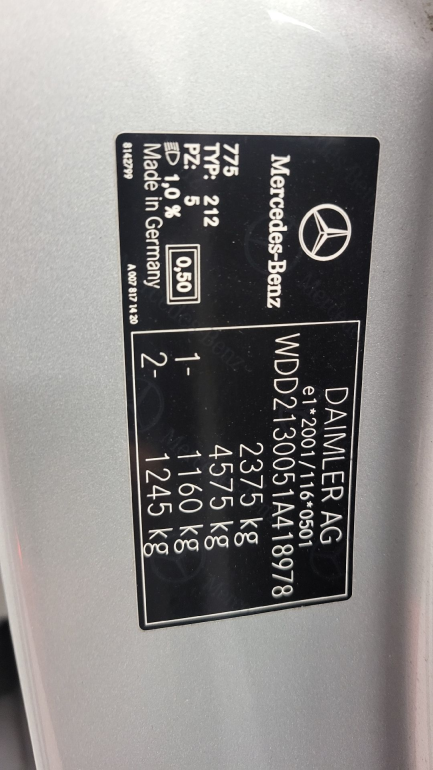 Mercedes-Benz
775
TYP: 212
PZ: 5
1,0 %
0,50
Made in Germany
8142799
A 007 817 14 20
DAIMLER AG
e1*2001/116*0501
WDD2130051A418978
2375 kg
4575 kg
1- 1160 kg
2- 1245 kg